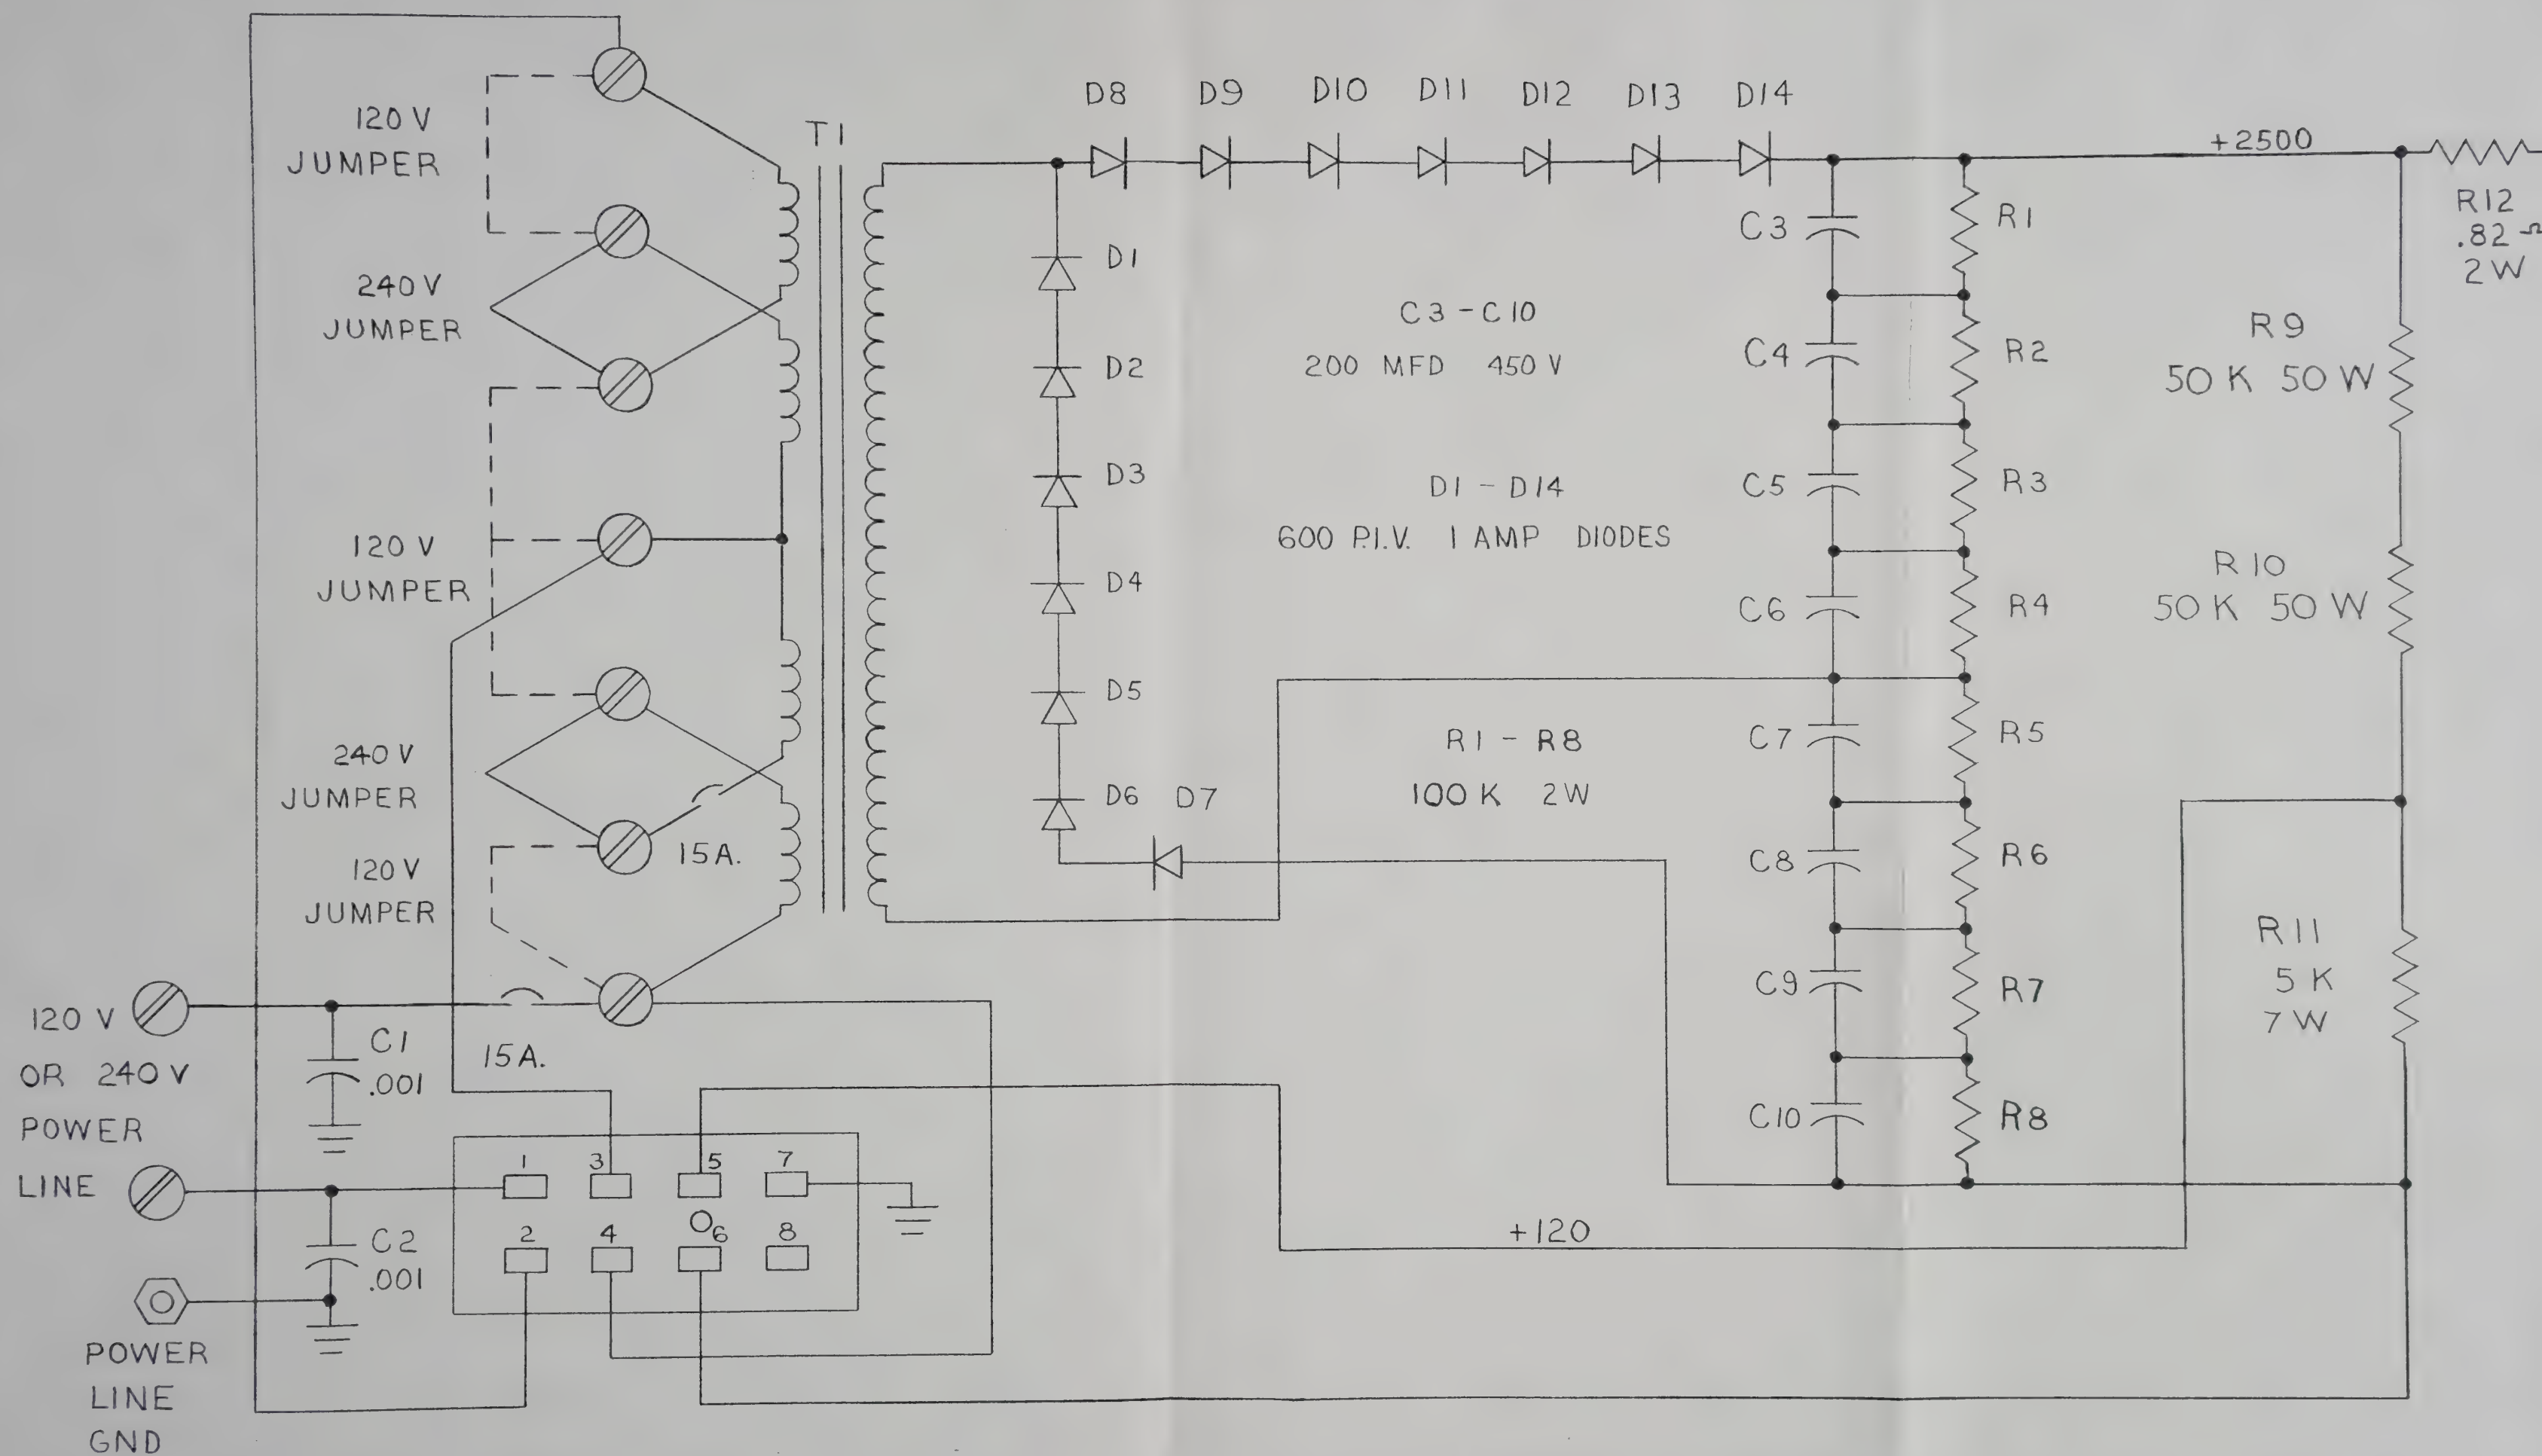 120 V
JUMPER
240 V
JUMPER
120 V
JUMPER
240 V
JUMPER
120 V
JUMPER
15 A.
15 A.
T1
D8 D9 D10 D11 D12 D13 D14
D1
D2
D3
D4
D5
D6 D7
C3 - C10
200 MFD 450 V
D1 - D14
600 P.I.V. 1 AMP DIODES
R1 - R8
100 K 2W
C3
C4
C5
C6
C7
C8
C9
C10
R1
R2
R3
R4
R5
R6
R7
R8
+2500
R12
.82 Ω
2 W
R9
50 K 50 W
R10
50 K 50 W
R11
5 K
7 W
+120
120 V
OR 240 V
POWER
LINE
C1
.001
C2
.001
POWER
LINE
GND
1 3 5 7
2 4 6 8